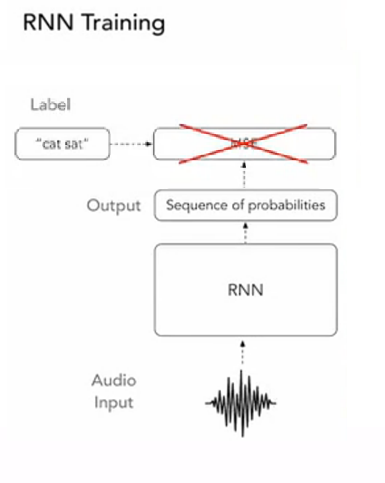 RNN Training
Label
"cat sat"
Output
Sequence of probabilities
RNN
Audio
Input